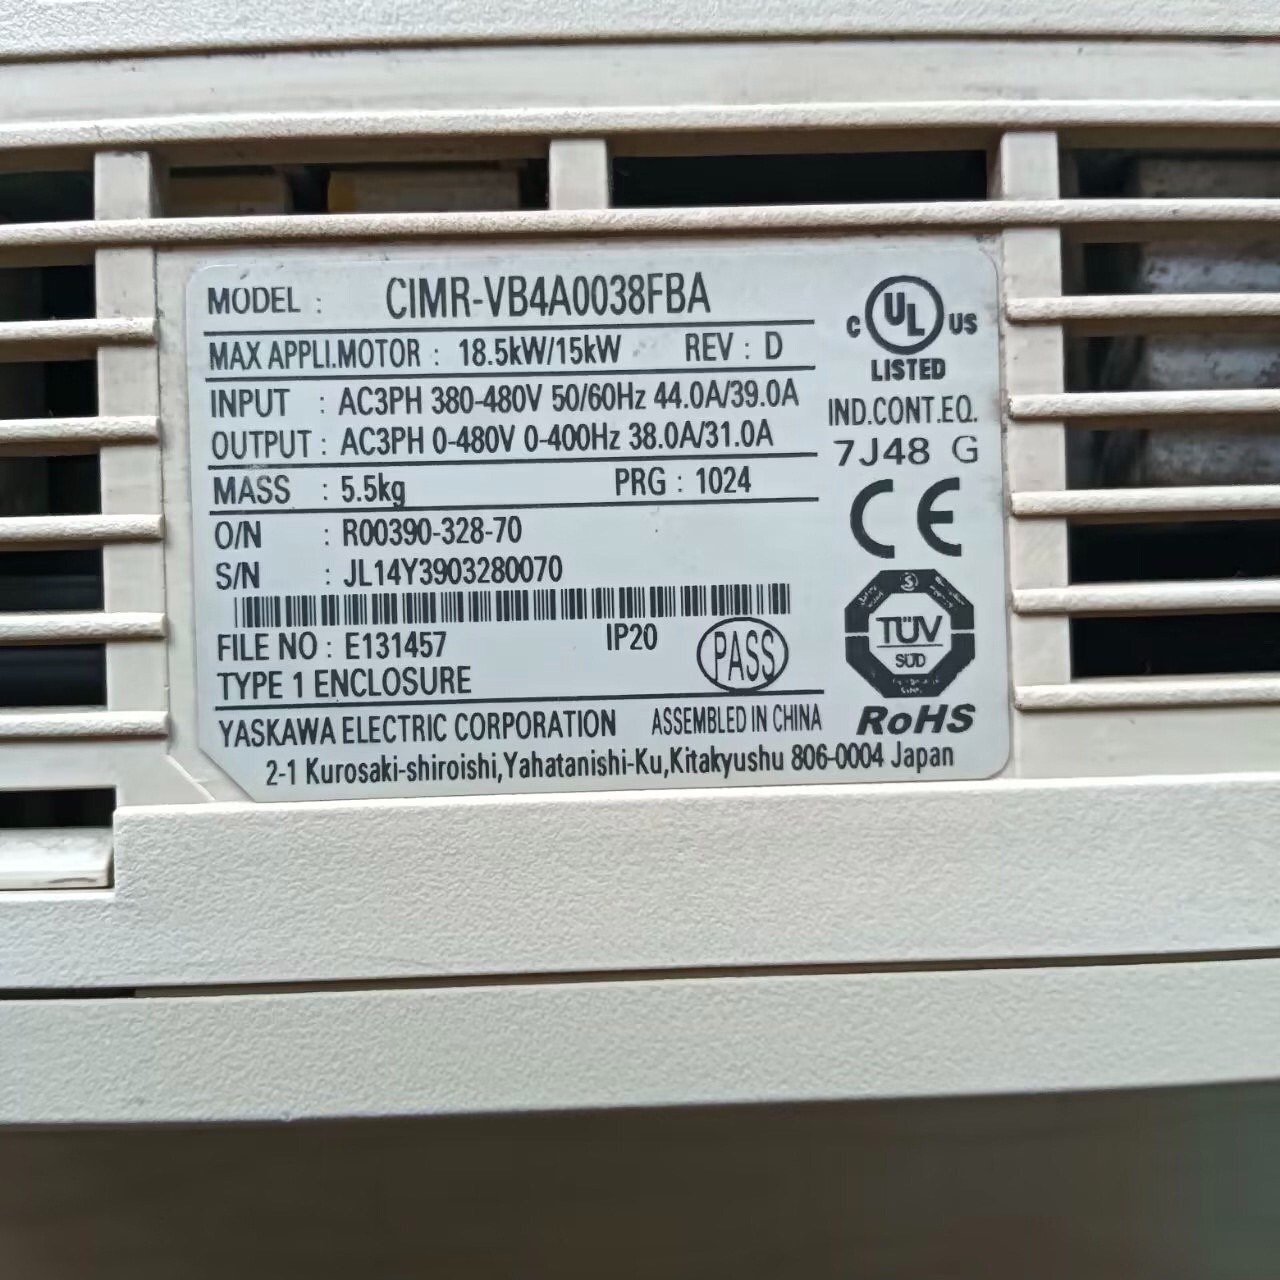 MODEL : CIMR-VB4A0038FBA
MAX APPLI.MOTOR : 18.5kW/15kW REV : D
INPUT : AC3PH 380-480V 50/60Hz 44.0A/39.0A
OUTPUT : AC3PH 0-480V 0-400Hz 38.0A/31.0A
MASS : 5.5kg PRG : 1024
O/N : R00390-328-70
S/N : JL14Y3903280070
FILE NO : E131457 IP20
PASS
TYPE 1 ENCLOSURE
YASKAWA ELECTRIC CORPORATION ASSEMBLED IN CHINA
2-1 Kurosaki-shiroishi,Yahatanishi-Ku,Kitakyushu 806-0004 Japan
C UL US
LISTED
IND.CONT.EQ.
7J48 G
CE
TÜV
SÜD
RoHS